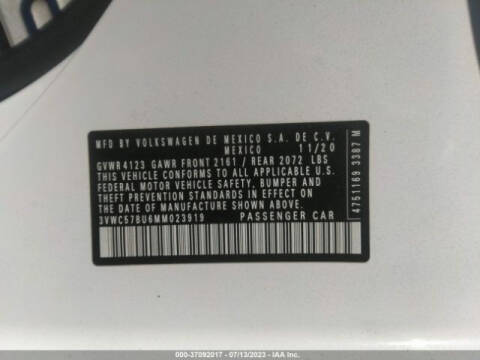 MFD BY VOLKSWAGEN DE MEXICO S.A. DE C.V.
MEXICO 11/20
GVWR 4123 GAWR FRONT 2161 / REAR 2072 LBS
THIS VEHICLE CONFORMS TO ALL APPLICABLE U.S.
FEDERAL MOTOR VEHICLE SAFETY, BUMPER AND
THEFT PREVENTION STANDARDS IN EFFECT ON THE
DATE OF MANUFACTURE SHOWN ABOVE.
3VWC57BU6MM023919 PASSENGER CAR
4751169 3387 M
000-37092017 - 07/13/2023 - IAA Inc.